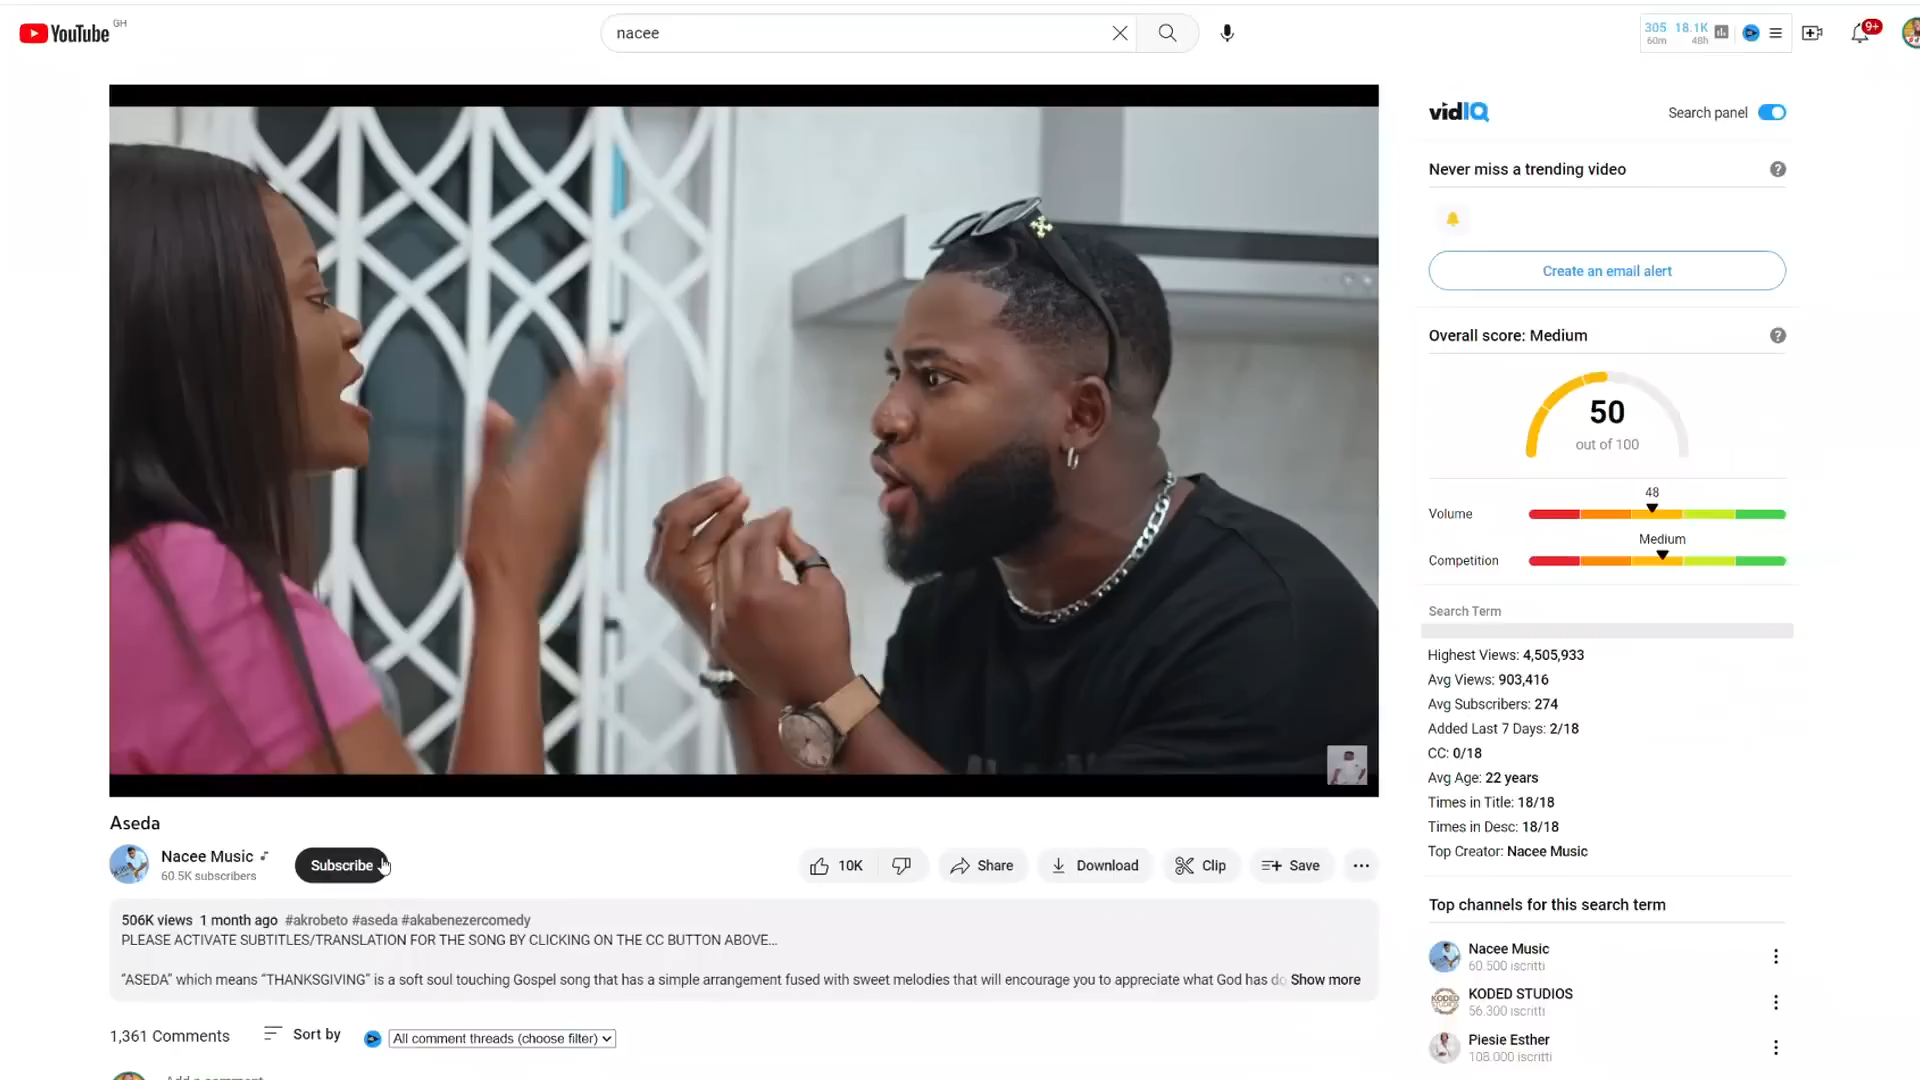 YouTube GH
nacee
305 18.1K
60m 48h
9+
vidIQ
Search panel
Never miss a trending video
Create an email alert
Overall score: Medium
50
out of 100
48
Volume
Medium
Competition
Search Term
Highest Views: 4,505,933
Avg Views: 903,416
Avg Subscribers: 274
Added Last 7 Days: 2/18
CC: 0/18
Avg Age: 22 years
Times in Title: 18/18
Times in Desc: 18/18
Top Creator: Nacee Music
Top channels for this search term
Nacee Music
60.500 iscritti
KODED STUDIOS
56.300 iscritti
Piesie Esther
108.000 iscritti
Aseda
Nacee Music
60.5K subscribers
Subscribe
10K
Share
Download
Clip
Save
506K views 1 month ago #akrobeto #aseda #akabenezercomedy
PLEASE ACTIVATE SUBTITLES/TRANSLATION FOR THE SONG BY CLICKING ON THE CC BUTTON ABOVE...
“ASEDA” which means “THANKSGIVING” is a soft soul touching Gospel song that has a simple arrangement fused with sweet melodies that will encourage you to appreciate what God has do Show more
1,361 Comments
Sort by
All comment threads (choose filter)
Add a comment